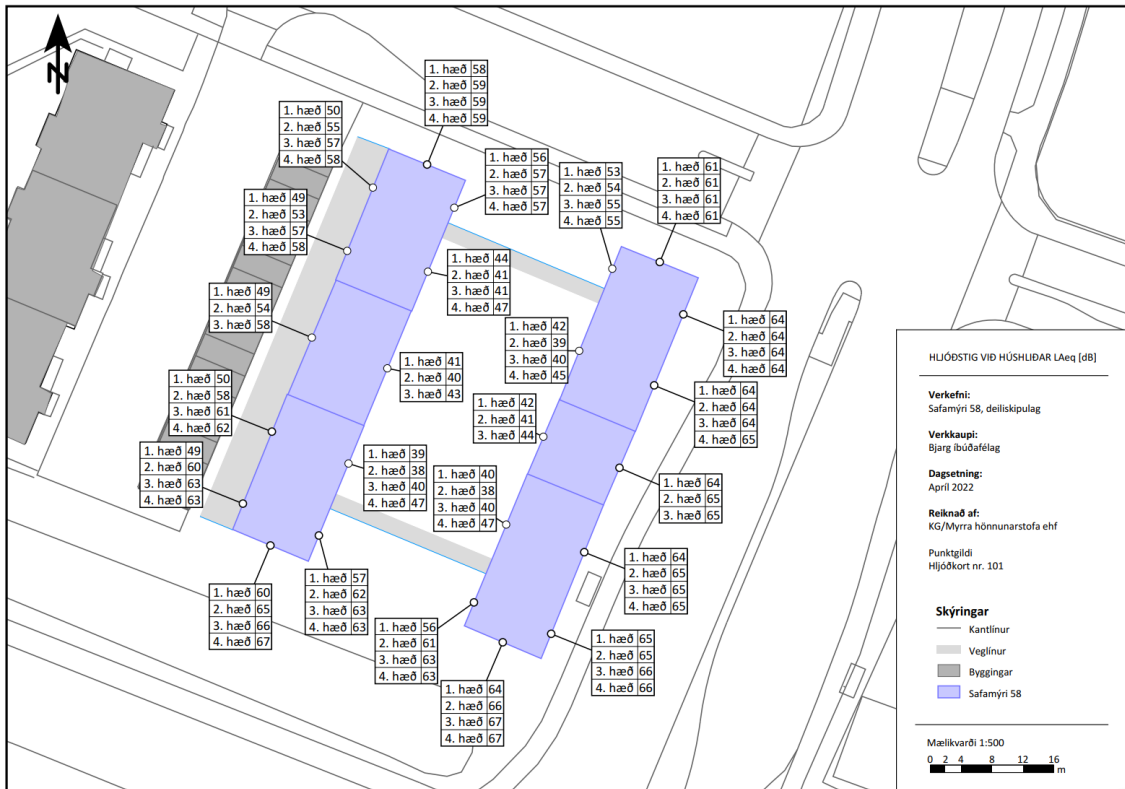 N
1. hæð 58
2. hæð 59
3. hæð 59
4. hæð 59
1. hæð 50
2. hæð 55
3. hæð 57
4. hæð 58
1. hæð 56
2. hæð 57
3. hæð 57
4. hæð 57
1. hæð 53
2. hæð 54
3. hæð 55
4. hæð 55
1. hæð 61
2. hæð 61
3. hæð 61
4. hæð 61
1. hæð 49
2. hæð 53
3. hæð 57
4. hæð 58
1. hæð 44
2. hæð 41
3. hæð 41
4. hæð 47
1. hæð 49
2. hæð 54
3. hæð 58
1. hæð 42
2. hæð 39
3. hæð 40
4. hæð 45
1. hæð 64
2. hæð 64
3. hæð 64
4. hæð 64
1. hæð 41
2. hæð 40
3. hæð 43
1. hæð 50
2. hæð 58
3. hæð 61
4. hæð 62
1. hæð 42
2. hæð 41
3. hæð 44
1. hæð 64
2. hæð 64
3. hæð 64
4. hæð 65
1. hæð 49
2. hæð 60
3. hæð 63
4. hæð 63
1. hæð 39
2. hæð 38
3. hæð 40
4. hæð 47
1. hæð 40
2. hæð 38
3. hæð 40
4. hæð 47
1. hæð 64
2. hæð 65
3. hæð 65
1. hæð 60
2. hæð 65
3. hæð 66
4. hæð 67
1. hæð 57
2. hæð 62
3. hæð 63
4. hæð 63
1. hæð 56
2. hæð 61
3. hæð 63
4. hæð 63
1. hæð 64
2. hæð 65
3. hæð 65
4. hæð 65
1. hæð 65
2. hæð 65
3. hæð 66
4. hæð 66
1. hæð 64
2. hæð 66
3. hæð 67
4. hæð 67
HLJÓÐSTIG VIÐ HÚSHLIÐAR LAeq [dB]
Verkefni:
Safamýri 58, deiliskipulag
Verkkaupi:
Bjarg íbúðafélag
Dagsetning:
Apríl 2022
Reiknað af:
KG/Myrra hönnunarstofa ehf
Punktgildi
Hljóðkort nr. 101
Skýringar
Kantlínur
Veglínur
Byggingar
Safamýri 58
Mælikvarði 1:500
0 2 4 8 12 16
m